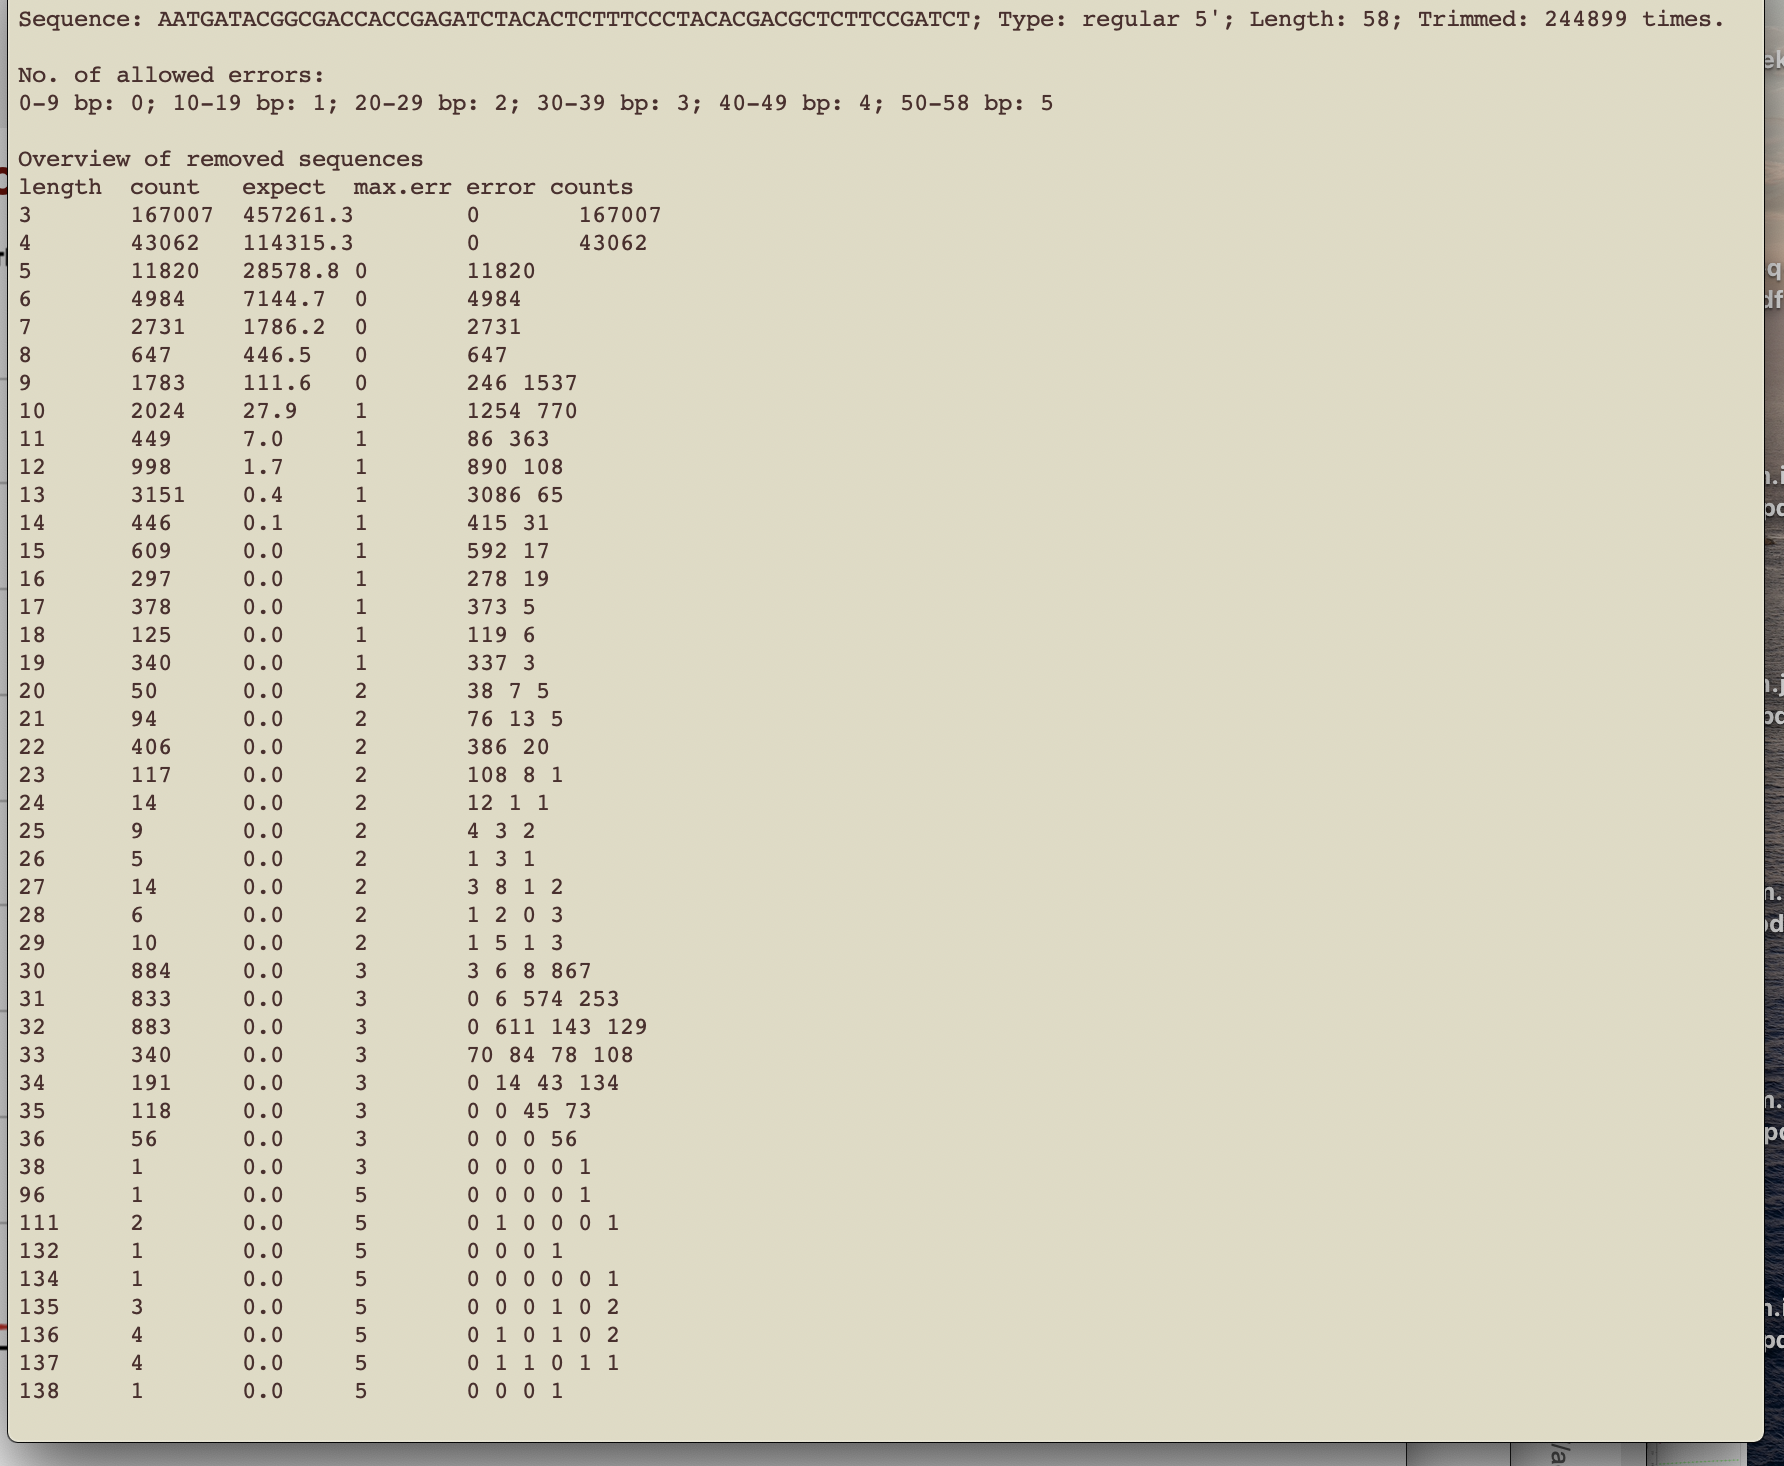 Sequence: AATGATACGGCGACCACCGAGATCTACACTCTTTCCCTACACGACGCTCTTCCGATCT; Type: regular 5'; Length: 58; Trimmed: 244899 times.
No. of allowed errors:
0-9 bp: 0; 10-19 bp: 1; 20-29 bp: 2; 30-39 bp: 3; 40-49 bp: 4; 50-58 bp: 5
Overview of removed sequences
length count expect max.err error counts
3 167007 457261.3 0 167007
4 43062 114315.3 0 43062
5 11820 28578.8 0 11820
6 4984 7144.7 0 4984
7 2731 1786.2 0 2731
8 647 446.5 0 647
9 1783 111.6 0 246 1537
10 2024 27.9 1 1254 770
11 449 7.0 1 86 363
12 998 1.7 1 890 108
13 3151 0.4 1 3086 65
14 446 0.1 1 415 31
15 609 0.0 1 592 17
16 297 0.0 1 278 19
17 378 0.0 1 373 5
18 125 0.0 1 119 6
19 340 0.0 1 337 3
20 50 0.0 2 38 7 5
21 94 0.0 2 76 13 5
22 406 0.0 2 386 20
23 117 0.0 2 108 8 1
24 14 0.0 2 12 1 1
25 9 0.0 2 4 3 2
26 5 0.0 2 1 3 1
27 14 0.0 2 3 8 1 2
28 6 0.0 2 1 2 0 3
29 10 0.0 2 1 5 1 3
30 884 0.0 3 3 6 8 867
31 833 0.0 3 0 6 574 253
32 883 0.0 3 0 611 143 129
33 340 0.0 3 70 84 78 108
34 191 0.0 3 0 14 43 134
35 118 0.0 3 0 0 45 73
36 56 0.0 3 0 0 0 56
38 1 0.0 3 0 0 0 0 1
96 1 0.0 5 0 0 0 0 1
111 2 0.0 5 0 1 0 0 0 1
132 1 0.0 5 0 0 0 1
134 1 0.0 5 0 0 0 0 0 1
135 3 0.0 5 0 0 0 1 0 2
136 4 0.0 5 0 1 0 1 0 2
137 4 0.0 5 0 1 1 0 1 1
138 1 0.0 5 0 0 0 1